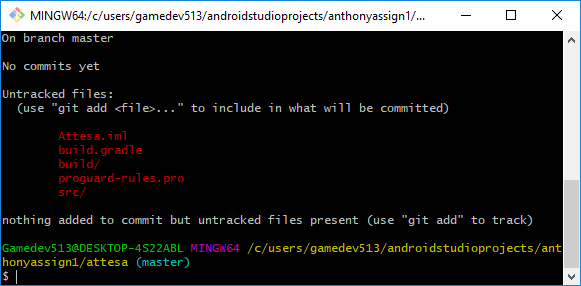 MINGW64:/c/users/gamedev513/androidstudioprojects/anthonyassign1/...
On branch master
No commits yet
Untracked files:
(use "git add <file>..." to include in what will be committed)
Attesa.iml
build.gradle
build/
proguard-rules.pro
src/
nothing added to commit but untracked files present (use "git add" to track)
Gamedev513@DESKTOP-4S22ABL MINGW64 /c/users/gamedev513/androidstudioprojects/ant
honyassign1/attesa (master)
$